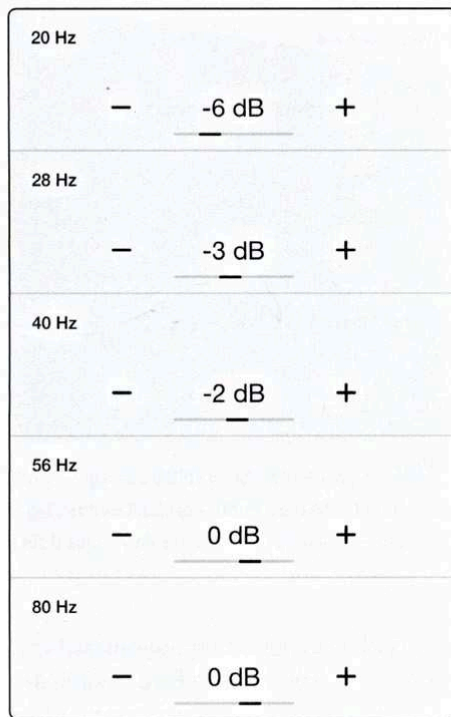 20 Hz
− -6 dB +
28 Hz
− -3 dB +
40 Hz
− -2 dB +
56 Hz
− 0 dB +
80 Hz
− 0 dB +